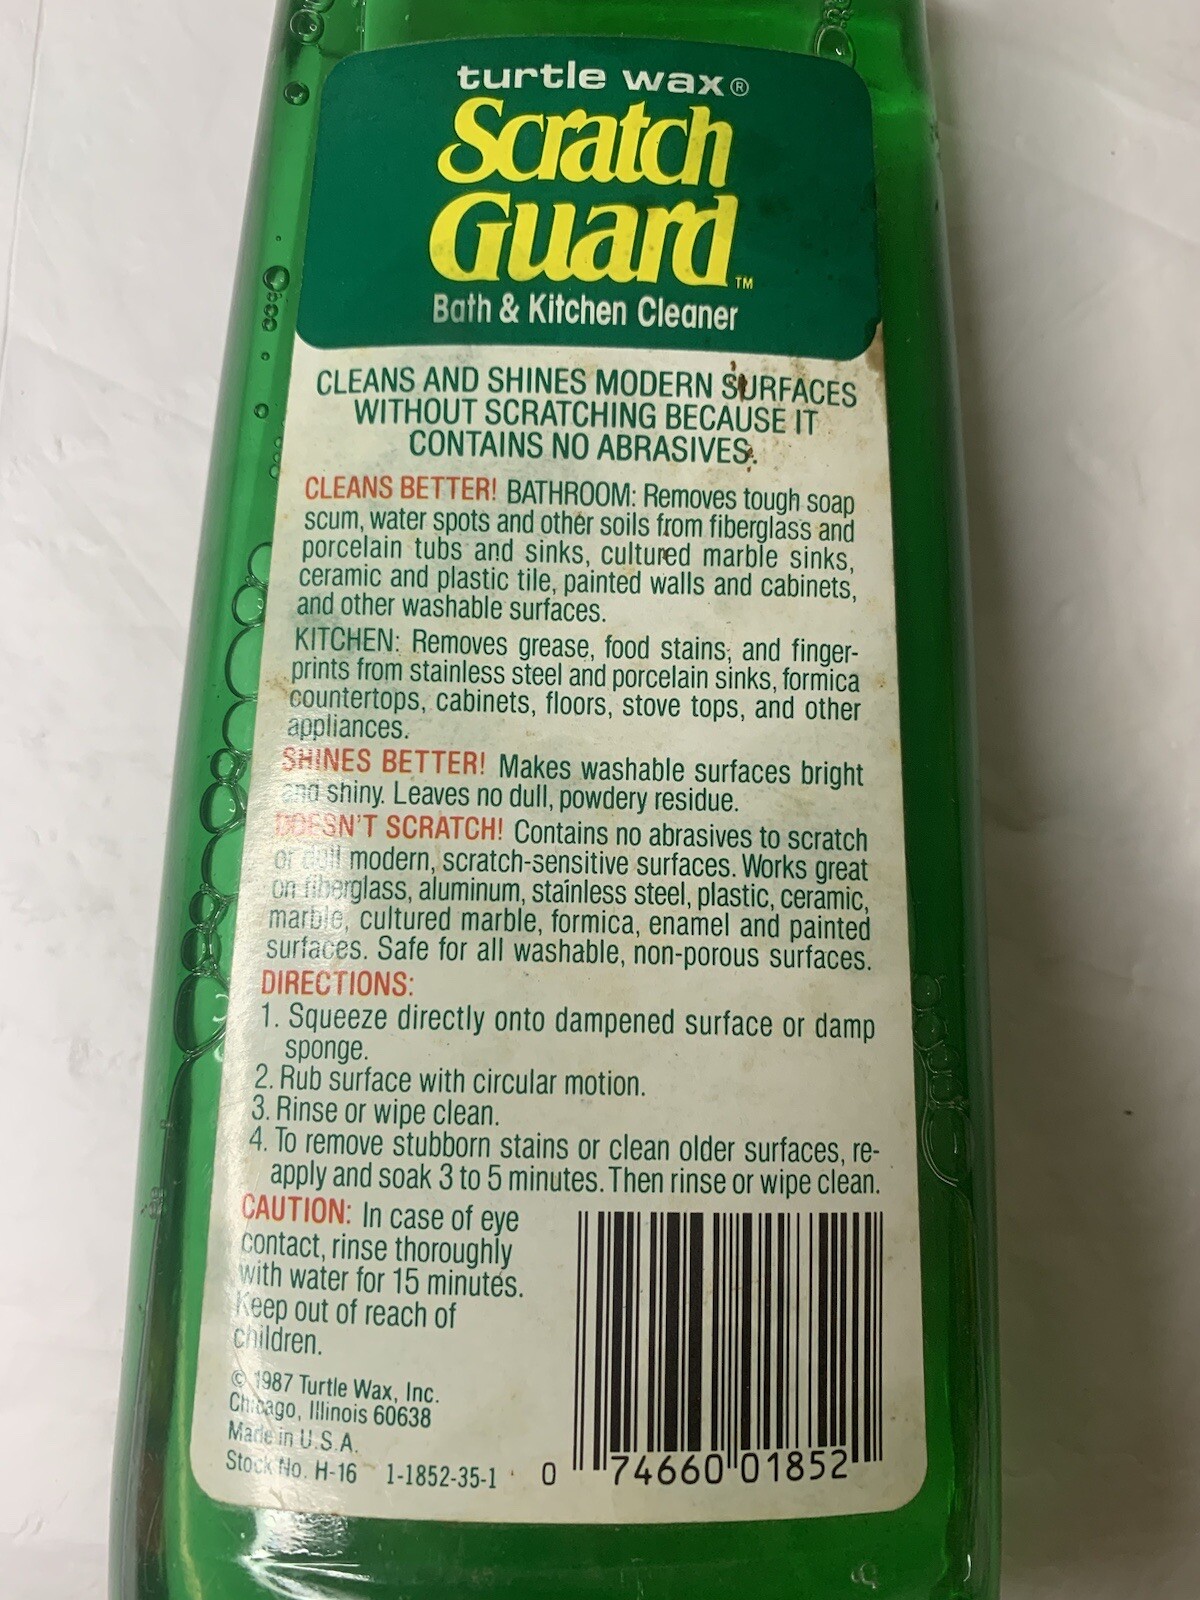 turtle wax®
Scratch
Guard™
Bath & Kitchen Cleaner
CLEANS AND SHINES MODERN SURFACES
WITHOUT SCRATCHING BECAUSE IT
CONTAINS NO ABRASIVES.
CLEANS BETTER! BATHROOM: Removes tough soap
scum, water spots and other soils from fiberglass and
porcelain tubs and sinks, cultured marble sinks,
ceramic and plastic tile, painted walls and cabinets,
and other washable surfaces.
KITCHEN: Removes grease, food stains, and finger-
prints from stainless steel and porcelain sinks, formica
countertops, cabinets, floors, stove tops, and other
appliances.
SHINES BETTER! Makes washable surfaces bright
and shiny. Leaves no dull, powdery residue.
DOESN'T SCRATCH! Contains no abrasives to scratch
or dull modern, scratch-sensitive surfaces. Works great
on fiberglass, aluminum, stainless steel, plastic, ceramic,
marble, cultured marble, formica, enamel and painted
surfaces. Safe for all washable, non-porous surfaces.
DIRECTIONS:
1. Squeeze directly onto dampened surface or damp
sponge.
2. Rub surface with circular motion.
3. Rinse or wipe clean.
4. To remove stubborn stains or clean older surfaces, re-
apply and soak 3 to 5 minutes. Then rinse or wipe clean.
CAUTION: In case of eye
contact, rinse thoroughly
with water for 15 minutes.
Keep out of reach of
children.
© 1987 Turtle Wax, Inc.
Chicago, Illinois 60638
Made in U.S.A.
Stock No. H-16 1-1852-35-1
0 74660 01852